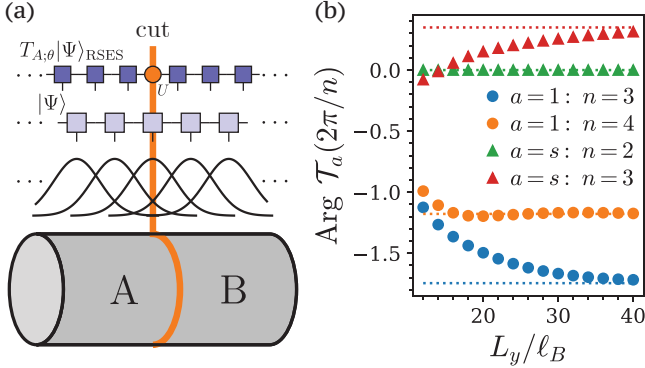 (a)
cut
T_{A;θ}|Ψ⟩_{RSES}
U
|Ψ⟩
A
B
(b)
Arg 𝒯_a(2π/n)
0.0
−0.5
−1.0
−1.5
a = 1: n = 3
a = 1: n = 4
a = s: n = 2
a = s: n = 3
20 30 40
L_y/ℓ_B